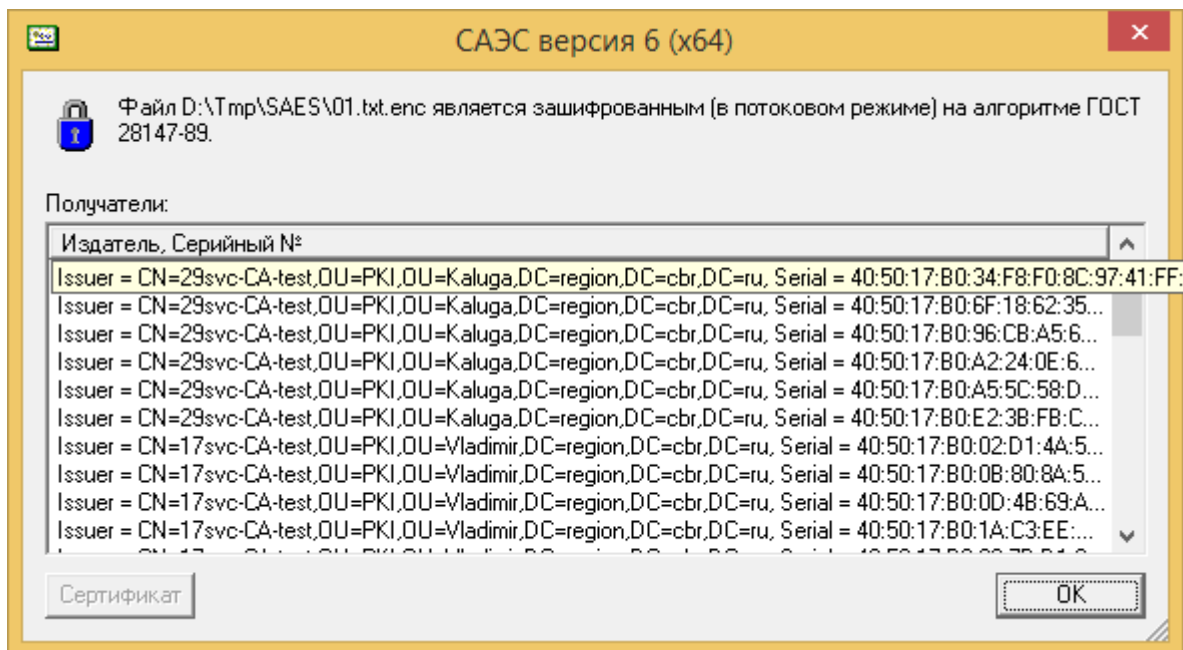 САЭС версия 6 (x64)
Файл D:\Tmp\SAES\01.txt.enc является зашифрованным (в потоковом режиме) на алгоритме ГОСТ
28147-89.
Получатели:
Издатель, Серийный №
Issuer = CN=29svc-CA-test,OU=PKI,OU=Kaluga,DC=region,DC=cbr,DC=ru, Serial = 40:50:17:B0:34:F8:F0:8C:97:41:FF:
Issuer = CN=29svc-CA-test,OU=PKI,OU=Kaluga,DC=region,DC=cbr,DC=ru, Serial = 40:50:17:B0:6F:18:62:35...
Issuer = CN=29svc-CA-test,OU=PKI,OU=Kaluga,DC=region,DC=cbr,DC=ru, Serial = 40:50:17:B0:96:CB:A5:6...
Issuer = CN=29svc-CA-test,OU=PKI,OU=Kaluga,DC=region,DC=cbr,DC=ru, Serial = 40:50:17:B0:A2:24:0E:6...
Issuer = CN=29svc-CA-test,OU=PKI,OU=Kaluga,DC=region,DC=cbr,DC=ru, Serial = 40:50:17:B0:A5:5C:58:D...
Issuer = CN=29svc-CA-test,OU=PKI,OU=Kaluga,DC=region,DC=cbr,DC=ru, Serial = 40:50:17:B0:E2:3B:FB:C...
Issuer = CN=17svc-CA-test,OU=PKI,OU=Vladimir,DC=region,DC=cbr,DC=ru, Serial = 40:50:17:B0:02:D1:4A:5...
Issuer = CN=17svc-CA-test,OU=PKI,OU=Vladimir,DC=region,DC=cbr,DC=ru, Serial = 40:50:17:B0:0B:80:8A:5...
Issuer = CN=17svc-CA-test,OU=PKI,OU=Vladimir,DC=region,DC=cbr,DC=ru, Serial = 40:50:17:B0:0D:4B:69:A...
Issuer = CN=17svc-CA-test,OU=PKI,OU=Vladimir,DC=region,DC=cbr,DC=ru, Serial = 40:50:17:B0:1A:C3:EE:...
Сертификат
OK